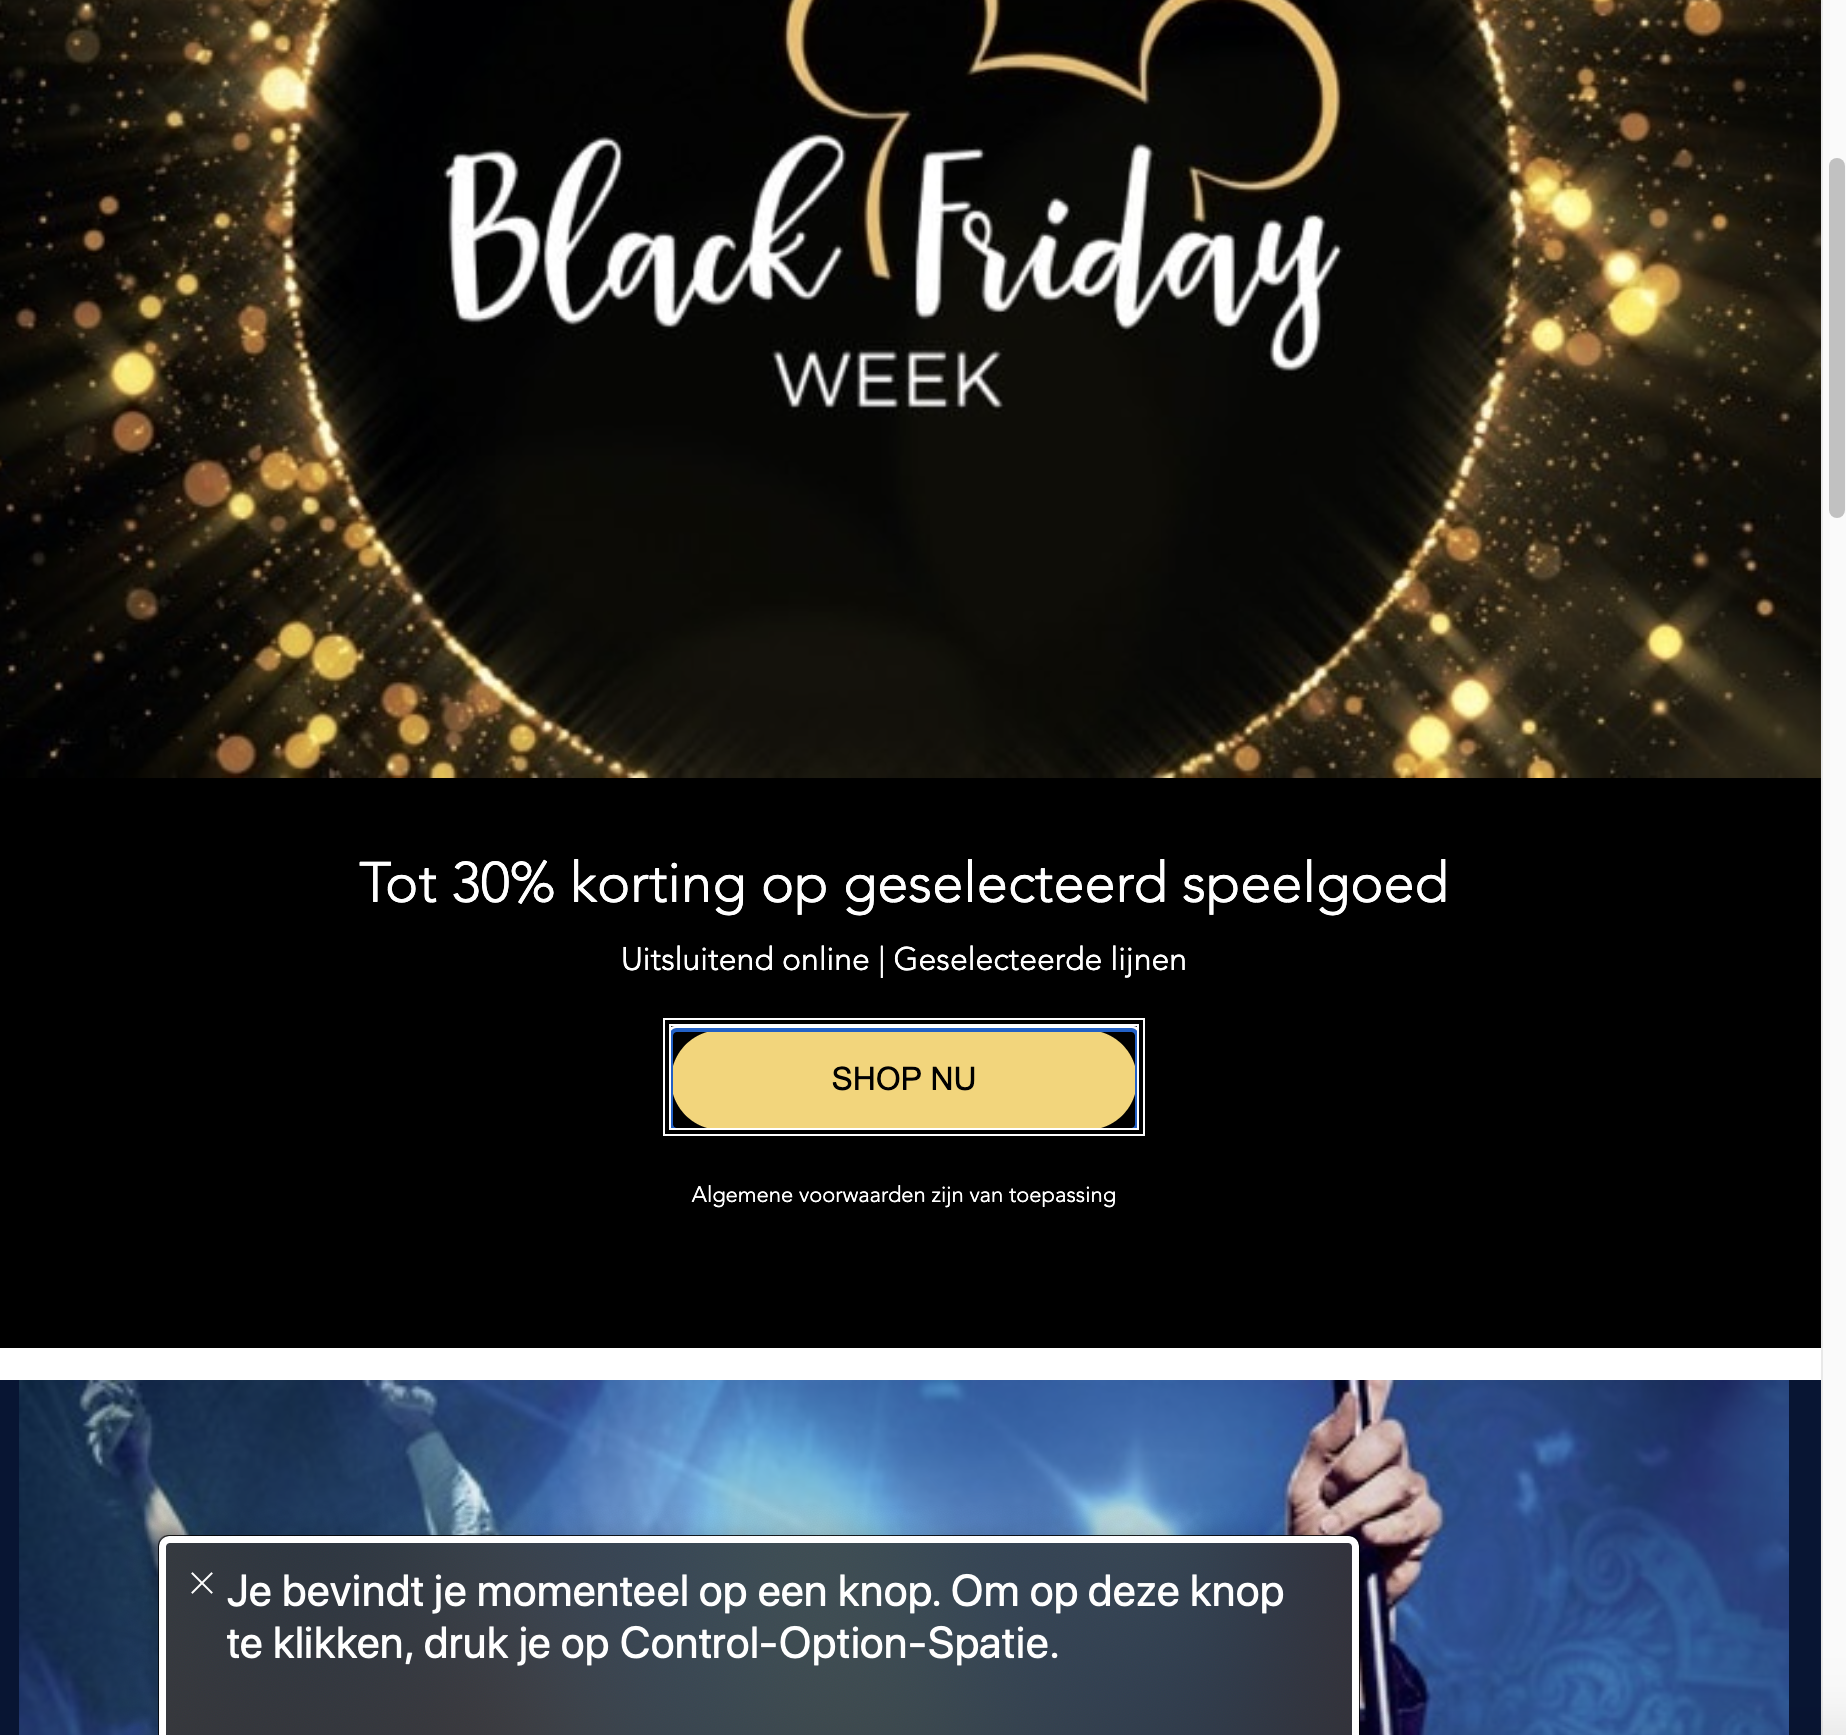 Black Friday
WEEK
Tot 30% korting op geselecteerd speelgoed
Uitsluitend online | Geselecteerde lijnen
SHOP NU
Algemene voorwaarden zijn van toepassing
Je bevindt je momenteel op een knop. Om op deze knop
te klikken, druk je op Control-Option-Spatie.